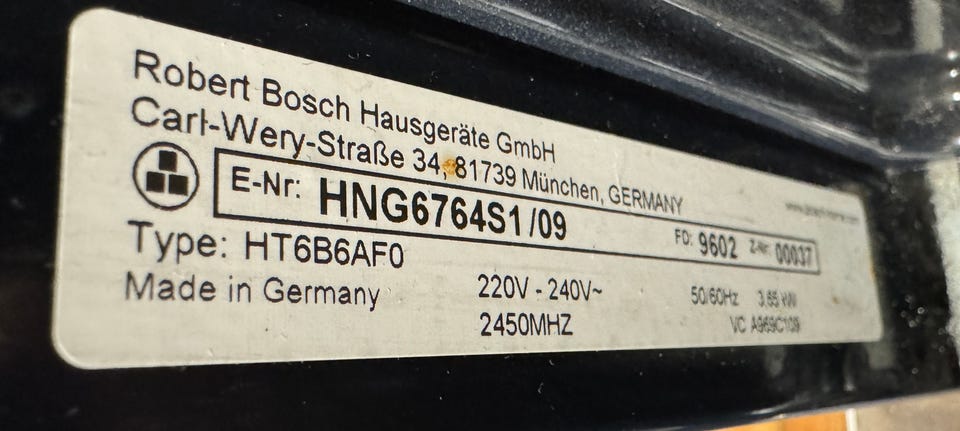 Robert Bosch Hausgeräte GmbH
Carl-Wery-Straße 34, 81739 München, GERMANY
E-Nr: HNG6764S1/09 FD: 9602 Z-Nr: 00037
Type: HT6B6AF0
Made in Germany 220V - 240V~ 50/60Hz 3.65 kW
2450MHZ VC